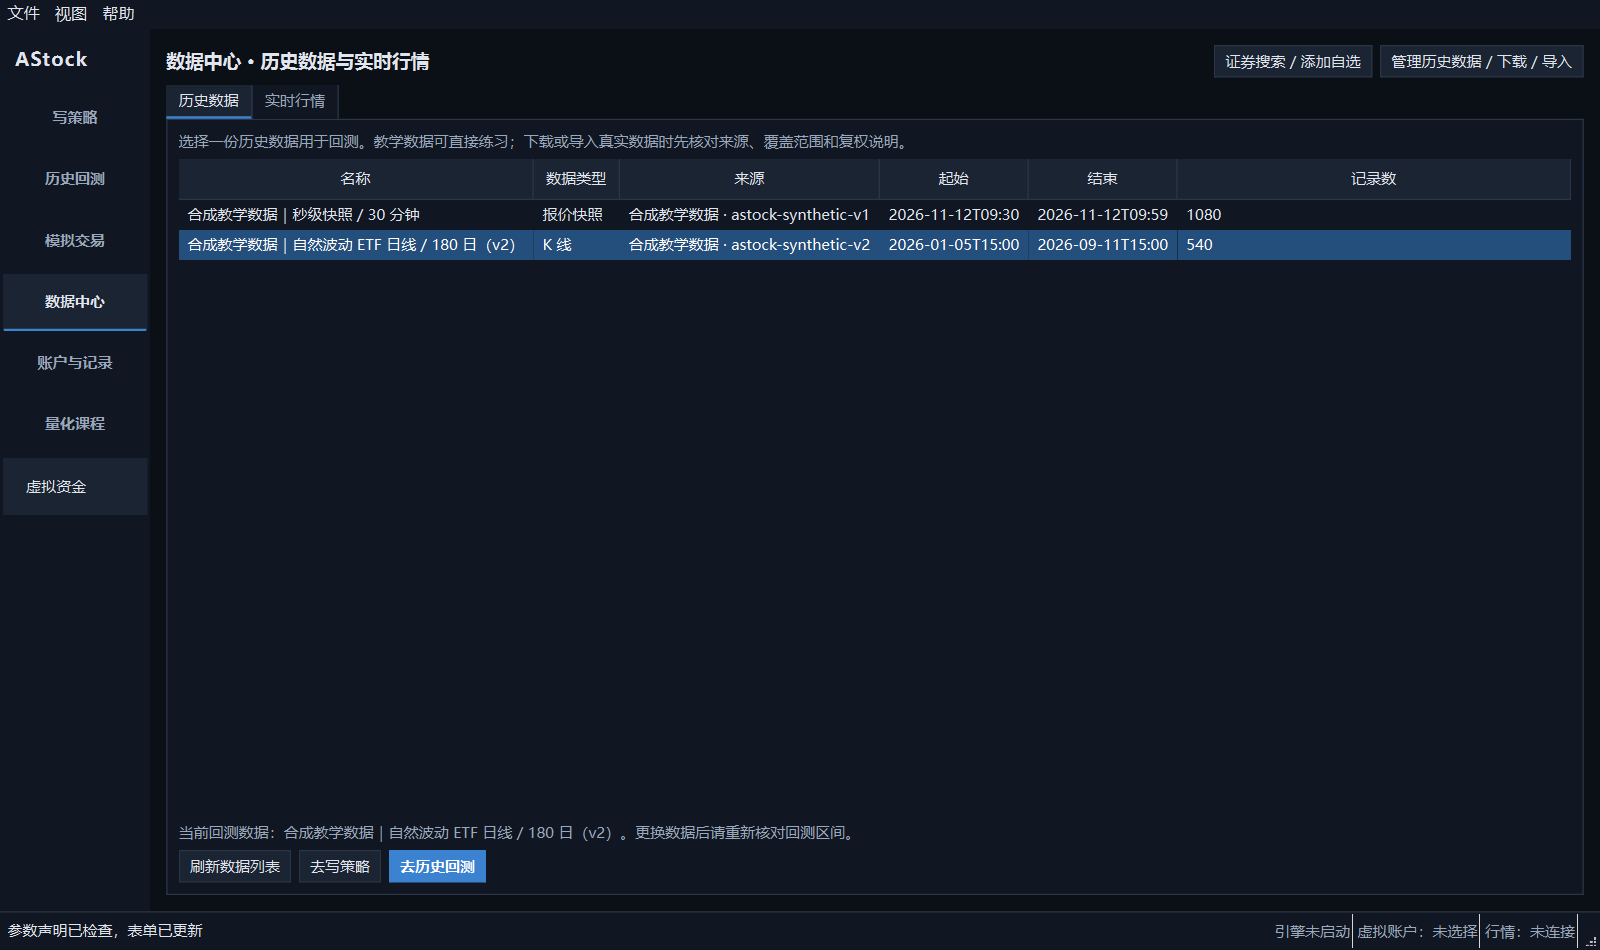 文件 视图 帮助
AStock
写策略
历史回测
模拟交易
数据中心
账户与记录
量化课程
虚拟资金
数据中心 • 历史数据与实时行情
证券搜索 / 添加自选 管理历史数据 / 下载 / 导入
历史数据 实时行情
选择一份历史数据用于回测。教学数据可直接练习；下载或导入真实数据时先核对来源、覆盖范围和复权说明。
名称 数据类型 来源 起始 结束 记录数
合成教学数据｜秒级快照 / 30 分钟 报价快照 合成教学数据 · astock-synthetic-v1 2026-11-12T09:30 2026-11-12T09:59 1080
合成教学数据｜自然波动 ETF 日线 / 180 日（v2） K 线 合成教学数据 · astock-synthetic-v2 2026-01-05T15:00 2026-09-11T15:00 540
当前回测数据：合成教学数据｜自然波动 ETF 日线 / 180 日（v2）。更换数据后请重新核对回测区间。
刷新数据列表 去写策略 去历史回测
参数声明已检查，表单已更新 引擎未启动 虚拟账户：未选择 行情：未连接